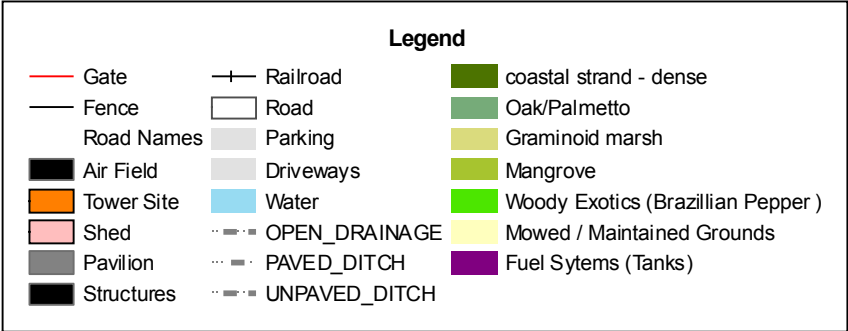 Legend
Gate
Fence
Road Names
Air Field
Tower Site
Shed
Pavilion
Structures
Railroad
Road
Parking
Driveways
Water
OPEN_DRAINAGE
PAVED_DITCH
UNPAVED_DITCH
coastal strand - dense
Oak/Palmetto
Graminoid marsh
Mangrove
Woody Exotics (Brazillian Pepper )
Mowed / Maintained Grounds
Fuel Sytems (Tanks)